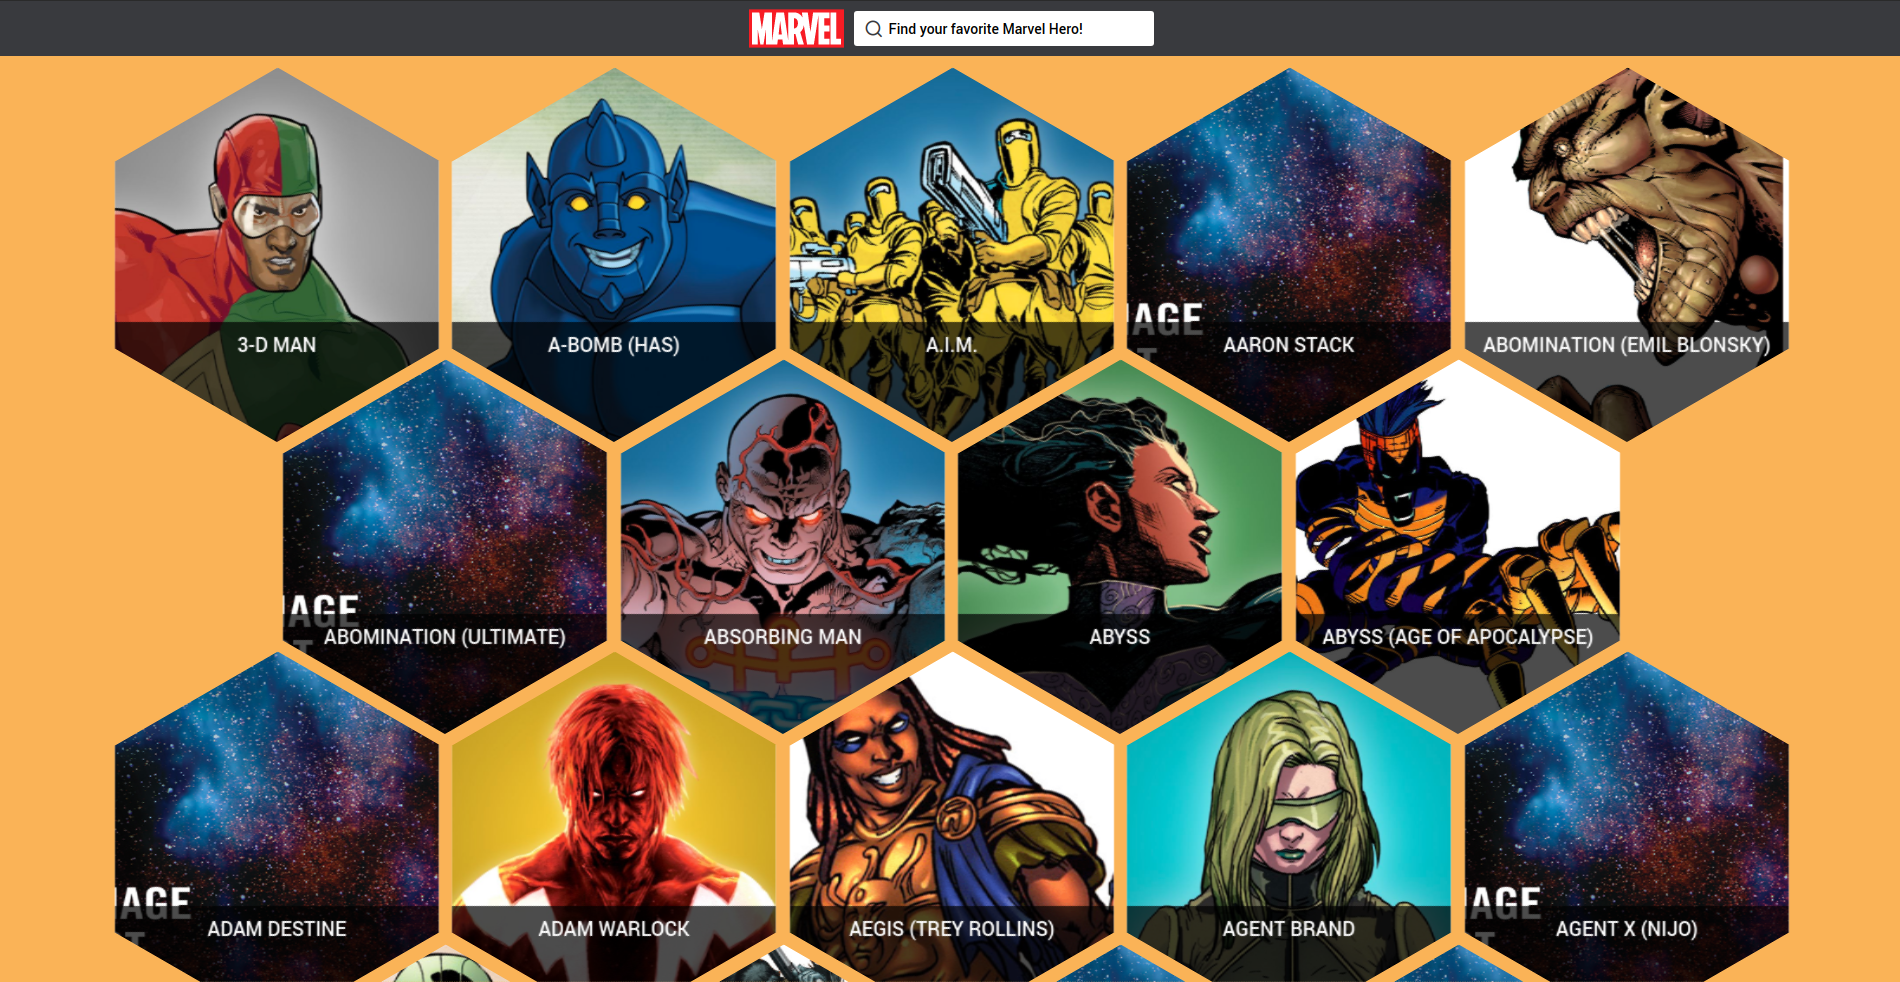 MARVEL
Find your favorite Marvel Hero!
3-D MAN
A-BOMB (HAS)
A.I.M.
AGE
AARON STACK
ABOMINATION (EMIL BLONSKY)
AGE
ABOMINATION (ULTIMATE)
ABSORBING MAN
ABYSS
ABYSS (AGE OF APOCALYPSE)
AGE
ADAM DESTINE
ADAM WARLOCK
AEGIS (TREY ROLLINS)
AGENT BRAND
AGE
AGENT X (NIJO)